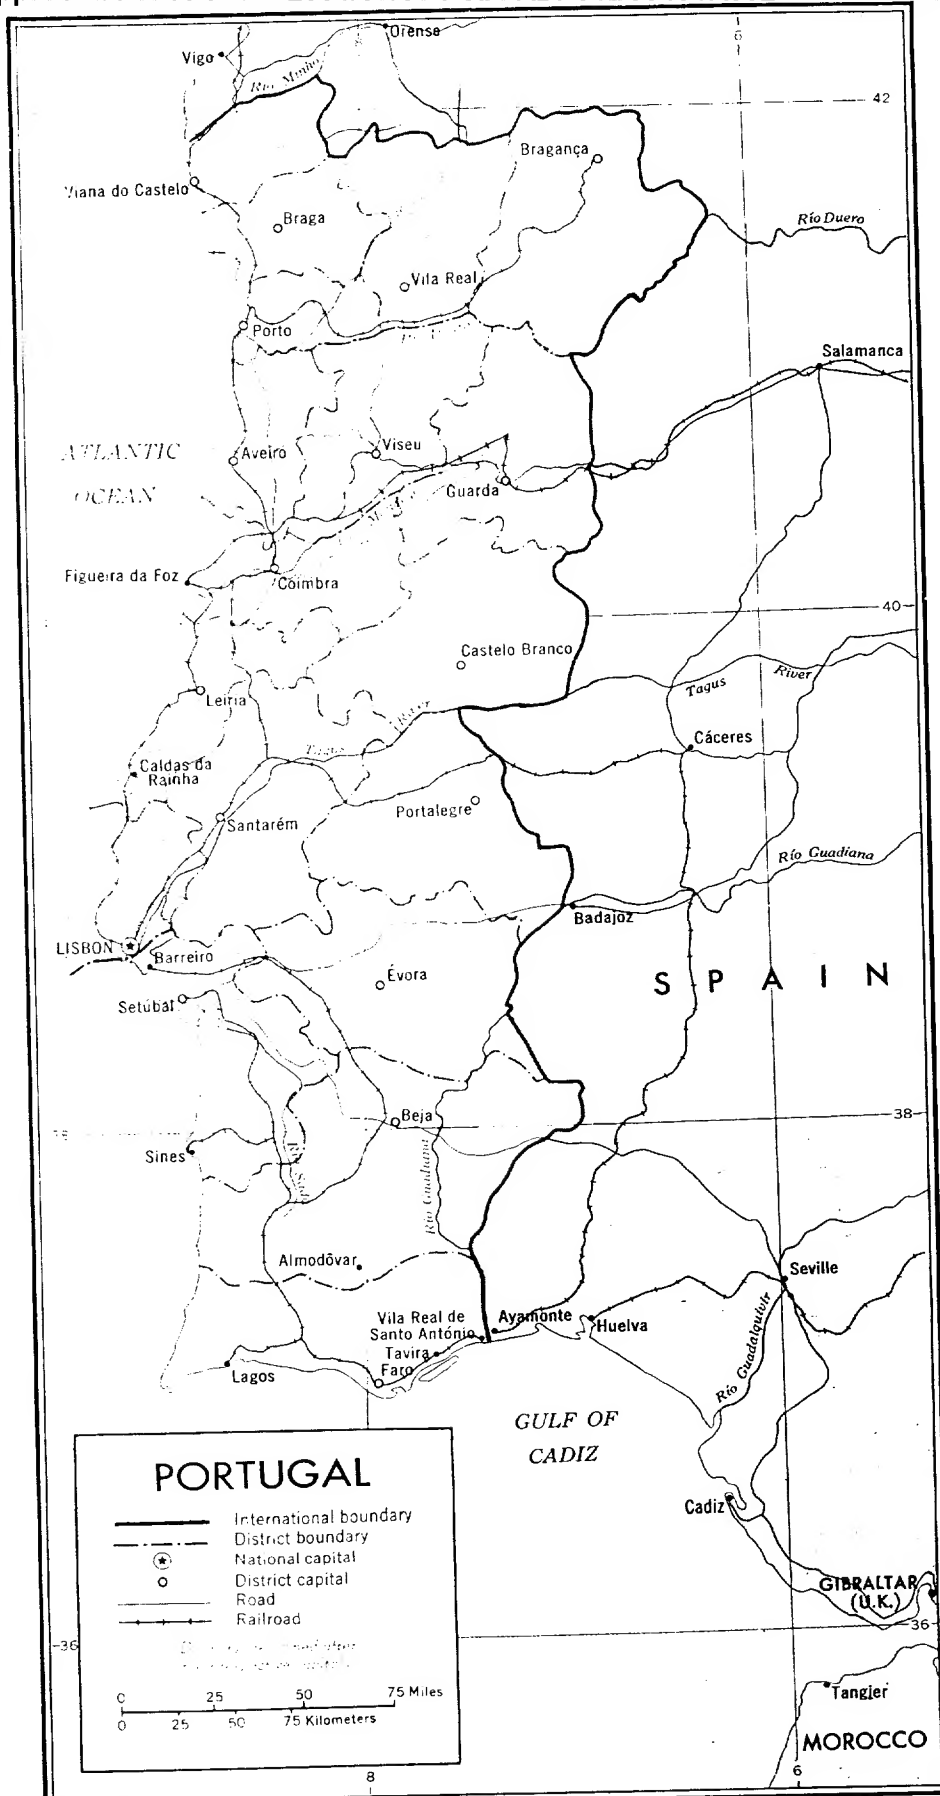 Orense
Vigo
Río Minho
6
42
Bragança
Viana do Castelo
Braga
Río Duero
Vila Real
Porto
Salamanca
ATLANTIC
OCEAN
Aveiro
Viseu
Guarda
Figueira da Foz
Coimbra
40
Castelo Branco
Leiria
Tagus
River
Tagus
River
Cáceres
Caldas da
Rainha
Portalegre
Santarém
Río Guadiana
Badajoz
LISBON
Barreiro
Évora
SPAIN
Setúbal
Beja
38
Sines
Río Guadiana
Almodôvar
Seville
Vila Real de
Santo António
Ayamonte
Huelva
Tavira
Faro
Lagos
Río Guadalquivir
GULF OF
CADIZ
PORTUGAL
International boundary
District boundary
National capital
District capital
Road
Railroad
0 25 50 75 Miles
0 25 50 75 Kilometers
Cadiz
GIBRALTAR
(U.K.)
36
36
Tangier
MOROCCO
8
6